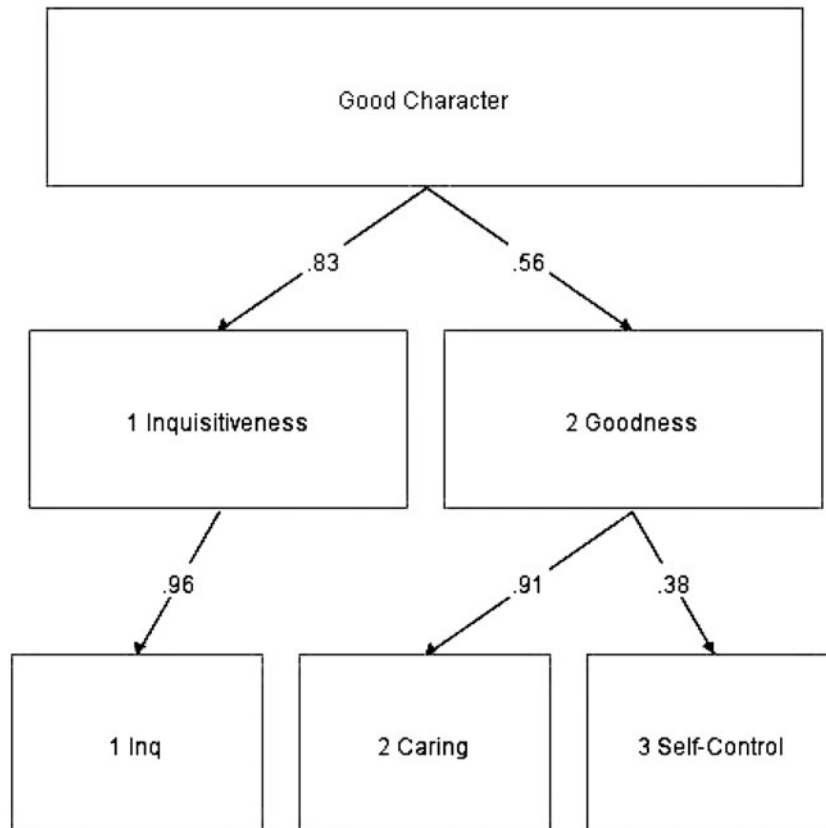 Good Character
.83
.56
1 Inquisitiveness
2 Goodness
.96
.91
.38
1 Inq
2 Caring
3 Self-Control